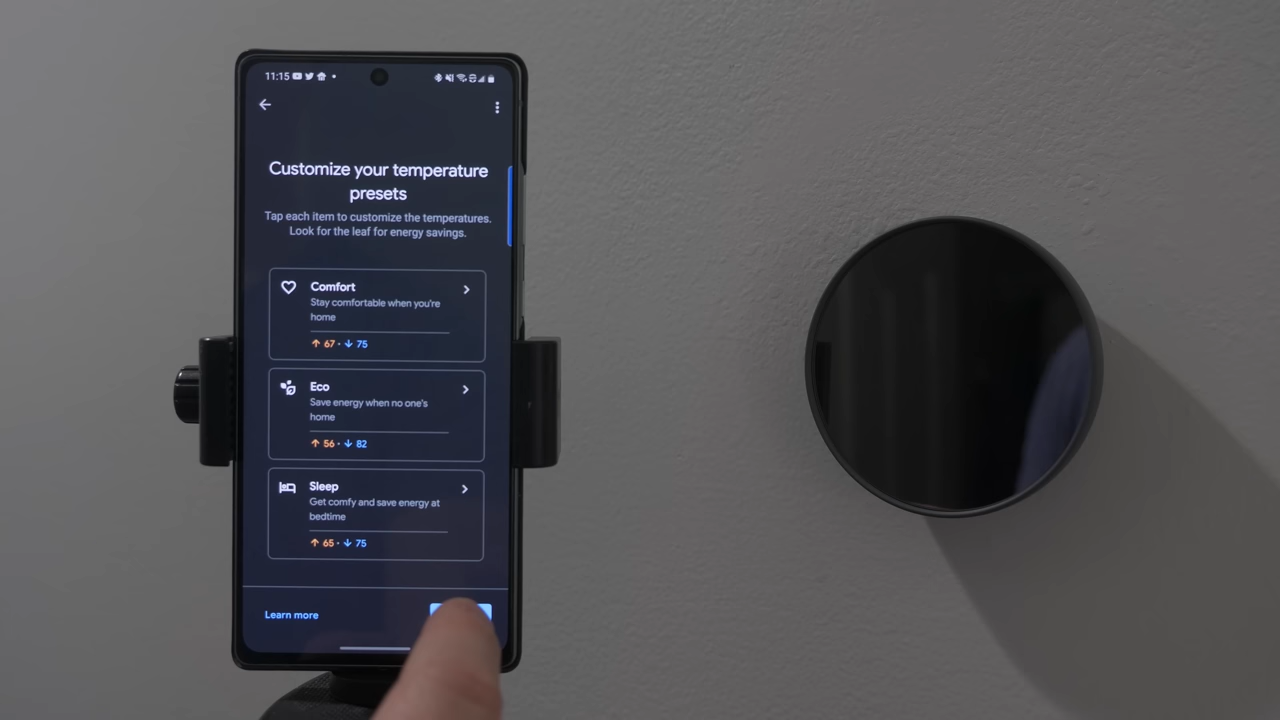 11:15
Customize your temperature
presets
Tap each item to customize the temperatures.
Look for the leaf for energy savings.
Comfort
Stay comfortable when you're
home
↑ 67 · ↓ 75
Eco
Save energy when no one's
home
↑ 56 · ↓ 82
Sleep
Get comfy and save energy at
bedtime
↑ 65 · ↓ 75
Learn more